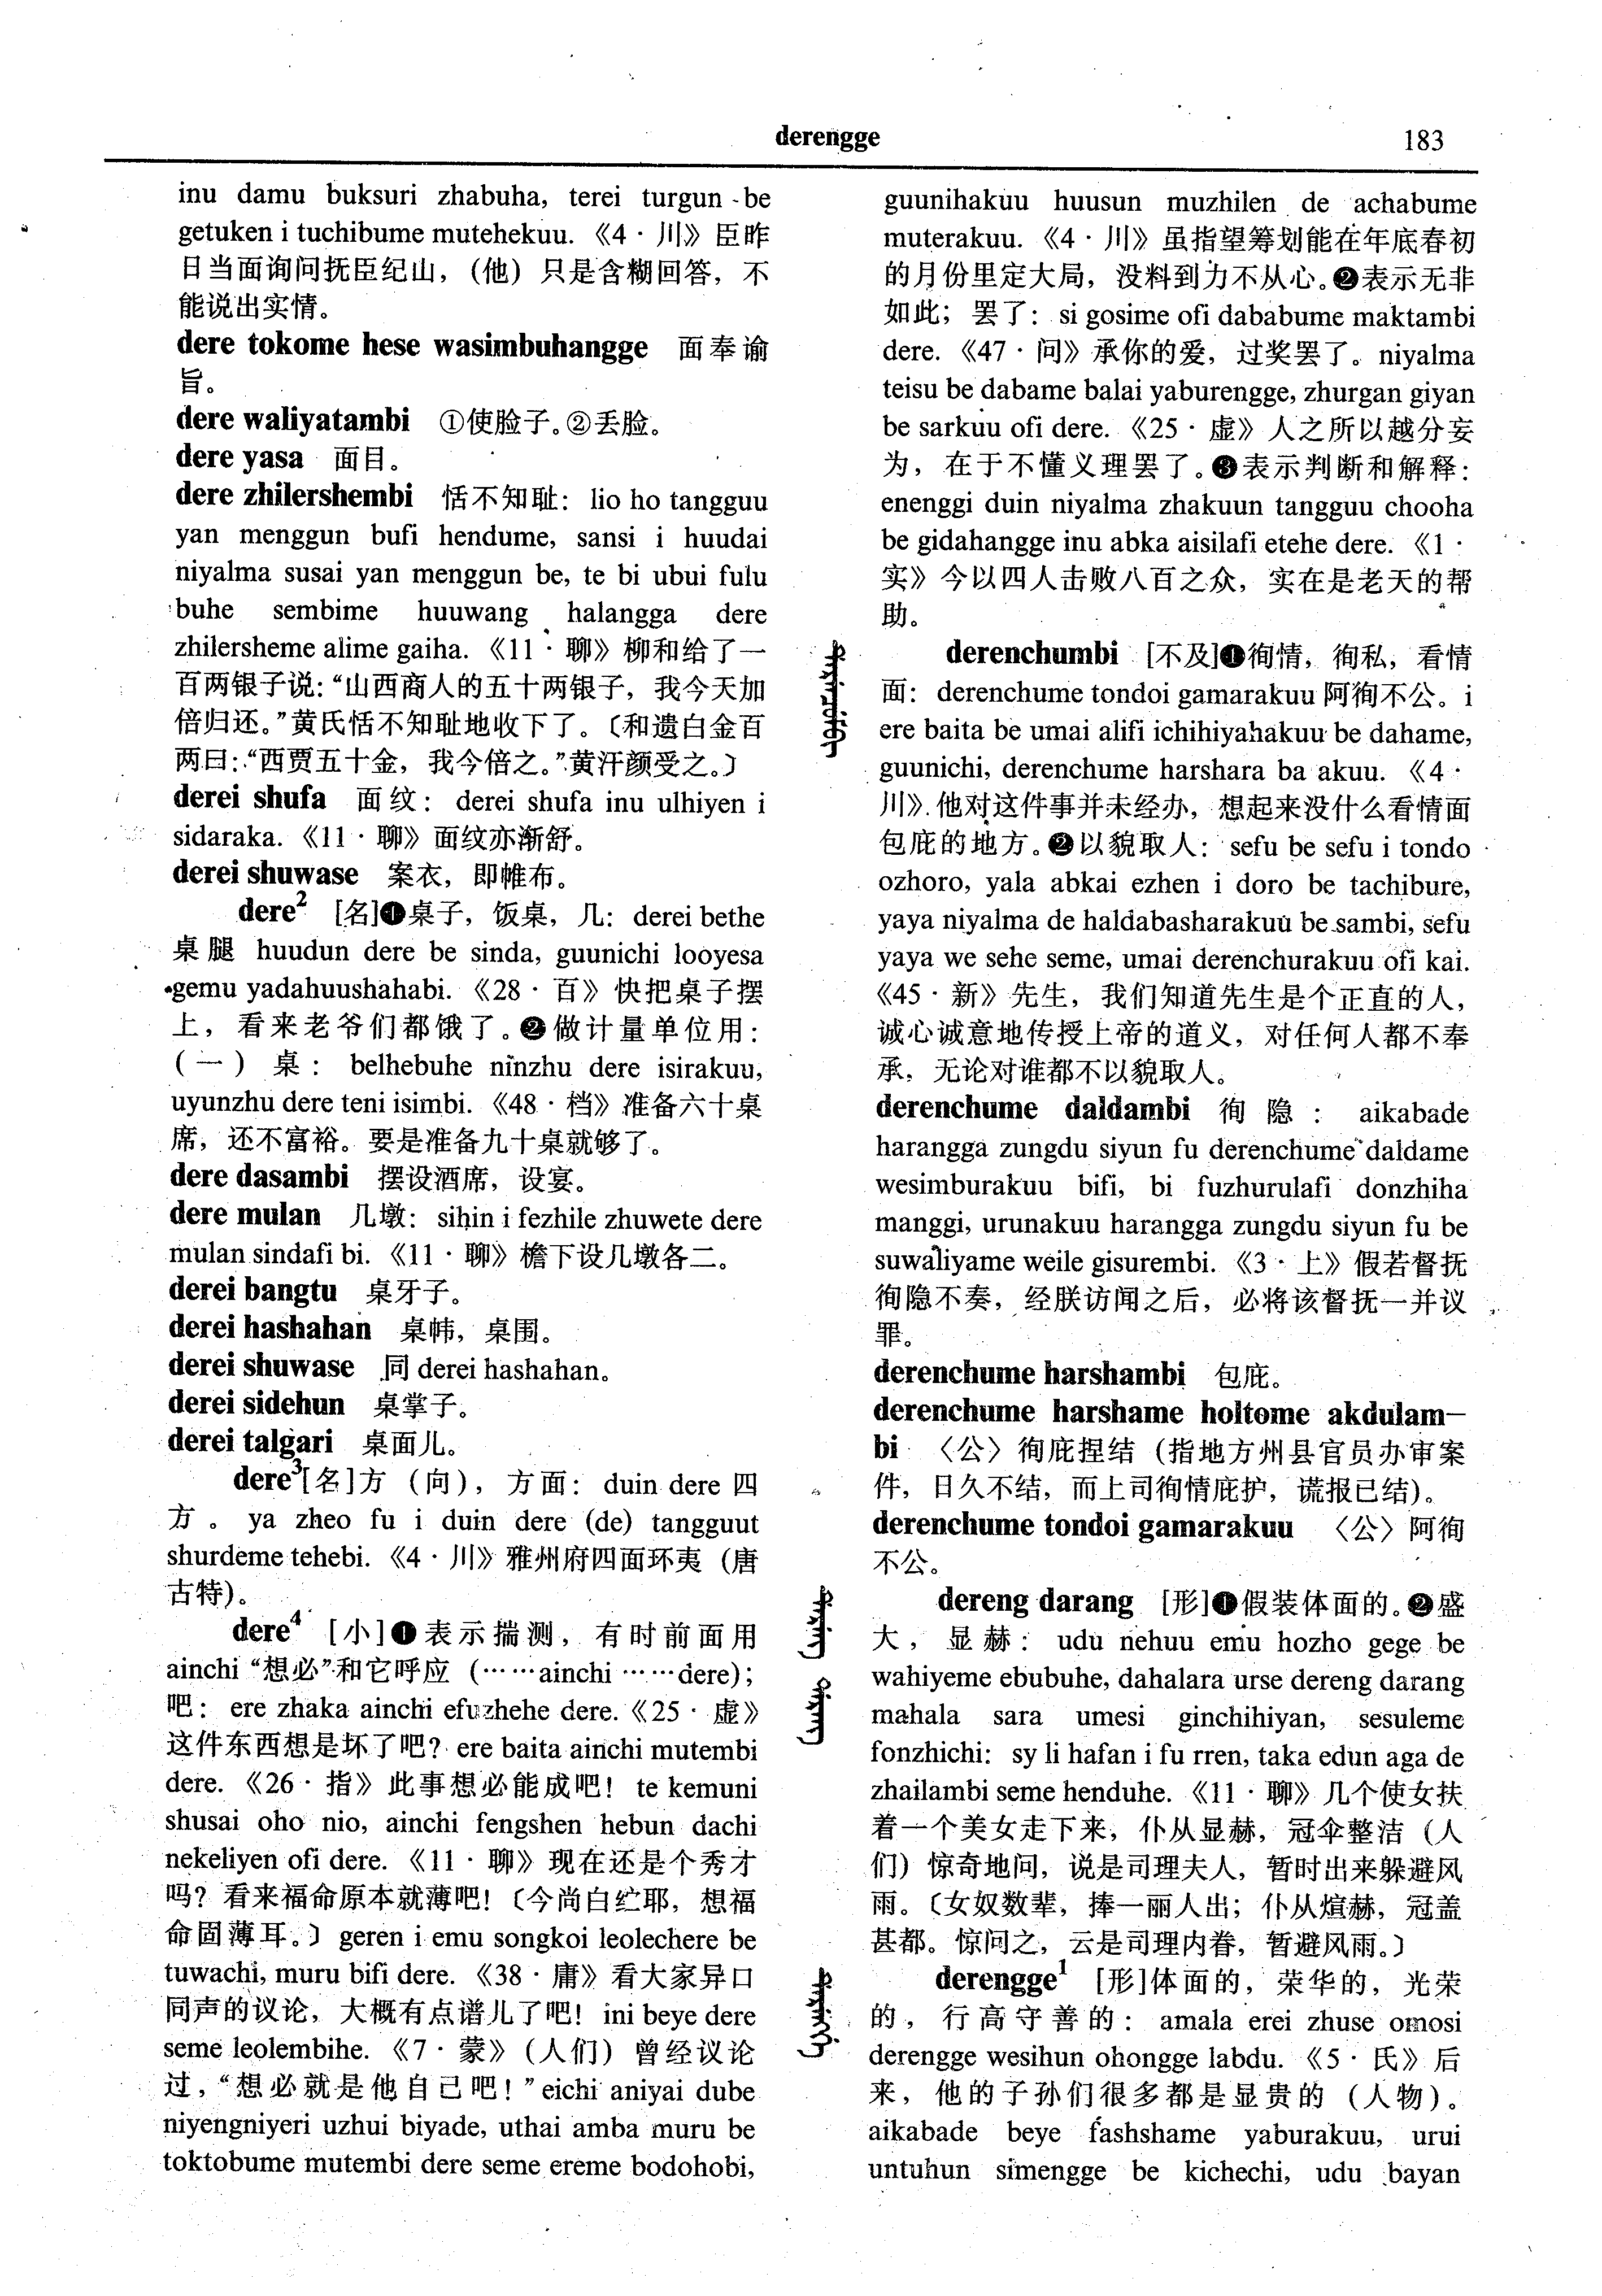 derengge
183
inu damu buksuri zhabuha, terei turgun be
getuken i tuchibume mutehekuu. 《4·川》臣昨
日当面询问抚臣纪山，(他) 只是含糊回答，不
能说出实情。
dere tokome hese wasimbuhangge 面奉谕
旨。
dere waliyatambi ①使脸子。②丢脸。
dere yasa 面目。
dere zhilershembi 恬不知耻：lio ho tangguu
yan menggun bufi hendume, sansi i huudai
niyalma susai yan menggun be, te bi ubui fulu
buhe sembime huuwang halangga dere
zhilersheme alime gaiha. 《11·聊》柳和给了一
百两银子说：“山西商人的五十两银子，我今天加
倍归还。”黄氏恬不知耻地收下了。〔和遗白金百
两曰：“西贾五十金，我今倍之。”黄汗颜受之。〕
derei shufa 面纹：derei shufa inu ulhiyen i
sidaraka. 《11·聊》面纹亦渐舒。
derei shuwase 案衣，即帷布。
dere² [名]❶桌子，饭桌，几：derei bethe
桌腿 huudun dere be sinda, guunichi looyesa
gemu yadahuushahabi. 《28·百》快把桌子摆
上，看来老爷们都饿了。❷做计量单位用：
(一) 桌：belhebuhe ninzhu dere isirakuu,
uyunzhu dere teni isimbi. 《48·档》准备六十桌
席，还不富裕。要是准备九十桌就够了。
dere dasambi 摆设酒席，设宴。
dere mulan 几墩：sihin i fezhile zhuwete dere
mulan sindafi bi. 《11·聊》檐下设几墩各二。
derei bangtu 桌牙子。
derei hashahan 桌帏，桌围。
derei shuwase 同 derei hashahan。
derei sidehun 桌掌子。
derei talgari 桌面儿。
dere³[名]方 (向)，方面：duin dere 四
方。ya zheo fu i duin dere (de) tangguut
shurdeme tehebi. 《4·川》雅州府四面环夷 (唐
古特)。
dere⁴ [小]❶表示揣测，有时前面用
ainchi “想必”和它呼应 (……ainchi ……dere)；
吧：ere zhaka ainchi efuzhehe dere.《25·虚》
这件东西想是坏了吧？ere baita ainchi mutembi
dere. 《26·指》此事想必能成吧！te kemuni
shusai oho nio, ainchi fengshen hebun dachi
nekeliyen ofi dere. 《11·聊》现在还是个秀才
吗？看来福命原本就薄吧！〔今尚白纻耶，想福
命固薄耳。〕geren i emu songkoi leolechere be
tuwachi, muru bifi dere. 《38·庸》看大家异口
同声的议论，大概有点谱儿了吧！ini beye dere
seme leolembihe. 《7·蒙》(人们) 曾经议论
过，“想必就是他自己吧！”eichi aniyai dube
niyengniyeri uzhui biyade, uthai amba muru be
toktobume mutembi dere seme ereme bodohobi,
guunihakuu huusun muzhilen de achabume
muterakuu. 《4·川》虽指望筹划能在年底春初
的月份里定大局，没料到力不从心。❷表示无非
如此；罢了：si gosime ofi dababume maktambi
dere. 《47·问》承你的爱，过奖罢了。niyalma
teisu be dabame balai yaburengge, zhurgan giyan
be sarkuu ofi dere. 《25·虚》人之所以越分妄
为，在于不懂义理罢了。❸表示判断和解释：
enenggi duin niyalma zhakuun tangguu chooha
be gidahangge inu abka aisilafi etehe dere. 《1·
实》今以四人击败八百之众，实在是老天的帮
助。
derenchumbi [不及]❶徇情，徇私，看情
面：derenchume tondoi gamarakuu 阿徇不公。i
ere baita be umai alifi ichihiyahakuu be dahame,
guunichi, derenchume harshara ba akuu. 《4·
川》他对这件事并未经办，想起来没什么看情面
包庇的地方。❷以貌取人：sefu be sefu i tondo
ozhoro, yala abkai ezhen i doro be tachibure,
yaya niyalma de haldabasharakuu be sambi, sefu
yaya we sehe seme, umai derenchurakuu ofi kai.
《45·新》先生，我们知道先生是个正直的人，
诚心诚意地传授上帝的道义，对任何人都不奉
承，无论对谁都不以貌取人。
derenchume daldambi 徇隐：aikabade
harangga zungdu siyun fu derenchume daldame
wesimburakuu bifi, bi fuzhurulafi donzhiha
manggi, urunakuu harangga zungdu siyun fu be
suwaliyame weile gisurembi. 《3·上》假若督抚
徇隐不奏，经朕访闻之后，必将该督抚一并议
罪。
derenchume harshambi 包庇。
derenchume harshame holtome akdulam-
bi 〈公〉徇庇捏结 (指地方州县官员办审案
件，日久不结，而上司徇情庇护，谎报已结)。
derenchume tondoi gamarakuu 〈公〉阿徇
不公。
dereng darang [形]❶假装体面的。❷盛
大，显赫：udu nehuu emu hozho gege be
wahiyeme ebubuhe, dahalara urse dereng darang
mahala sara umesi ginchihiyan, sesuleme
fonzhichi: sy li hafan i fu rren, taka edun aga de
zhailambi seme henduhe. 《11·聊》几个使女扶
着一个美女走下来，仆从显赫，冠伞整洁 (人
们) 惊奇地问，说是司理夫人，暂时出来躲避风
雨。〔女奴数辈，捧一丽人出；仆从煊赫，冠盖
甚都。惊问之，云是司理内眷，暂避风雨。〕
derengge¹ [形]体面的，荣华的，光荣
的，行高守善的：amala erei zhuse omosi
derengge wesihun ohongge labdu. 《5·氏》后
来，他的子孙们很多都是显贵的 (人物)。
aikabade beye fashshame yaburakuu, urui
untuhun simengge be kichechi, udu bayan